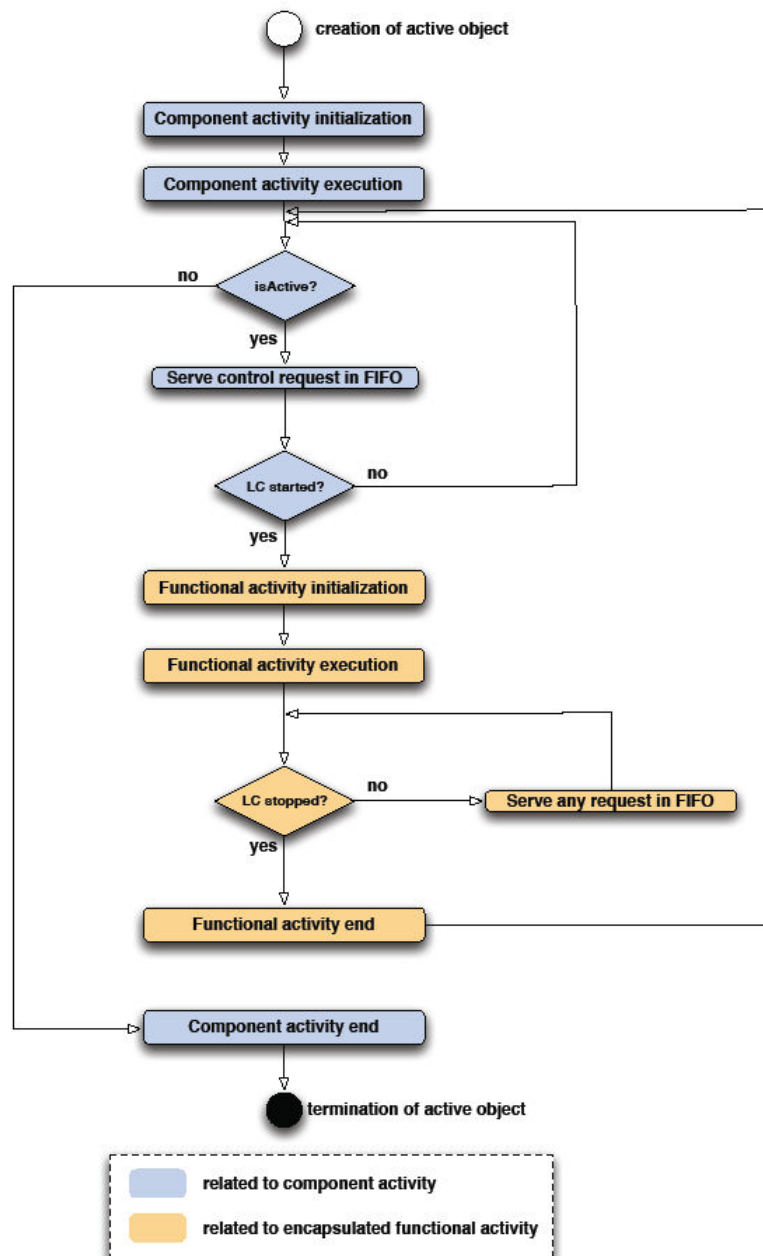 creation of active object
Component activity initialization
Component activity execution
no
isActive?
yes
Serve control request in FIFO
LC started?
no
yes
Functional activity initialization
Functional activity execution
LC stopped?
no
Serve any request in FIFO
yes
Functional activity end
Component activity end
termination of active object
related to component activity
related to encapsulated functional activity